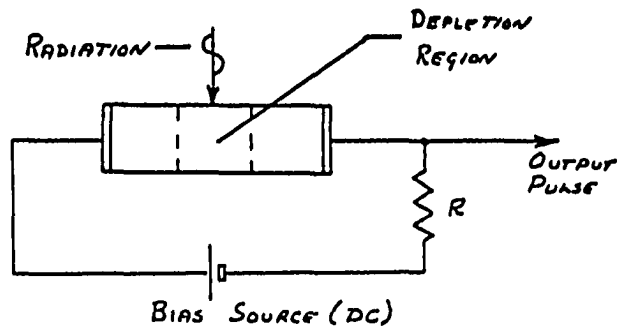 DEPLETION
REGION
RADIATION
OUTPUT
PULSE
R
BIAS SOURCE (DC)